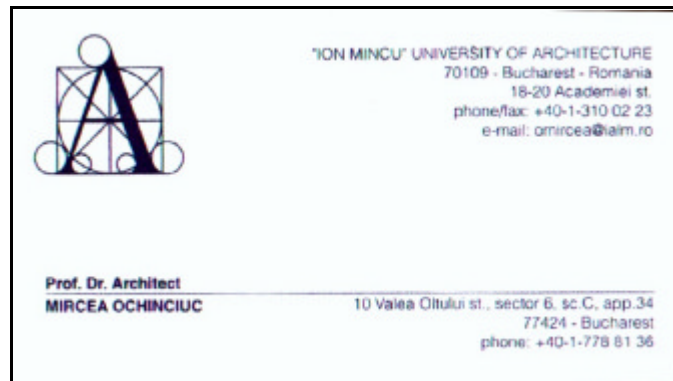 "ION MINCU" UNIVERSITY OF ARCHITECTURE
70109 - Bucharest - Romania
18-20 Academiei st.
phone/fax: +40-1-310 02 23
e-mail: omircea@iaim.ro
Prof. Dr. Architect
MIRCEA OCHINCIUC
10 Valea Oltului st., sector 6, sc.C, app.34
77424 - Bucharest
phone: +40-1-778 81 36